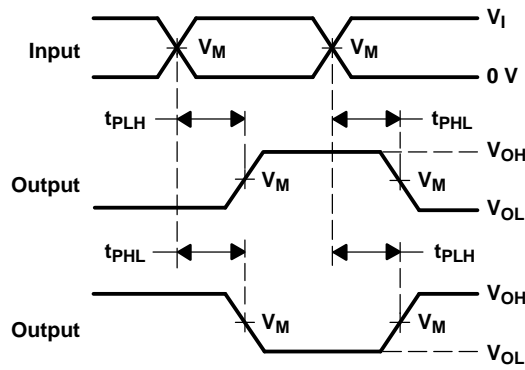 V_I
Input V_M V_M
0 V
t_PLH t_PHL
V_OH
Output V_M V_M
V_OL
t_PHL t_PLH
V_OH
Output V_M V_M
V_OL